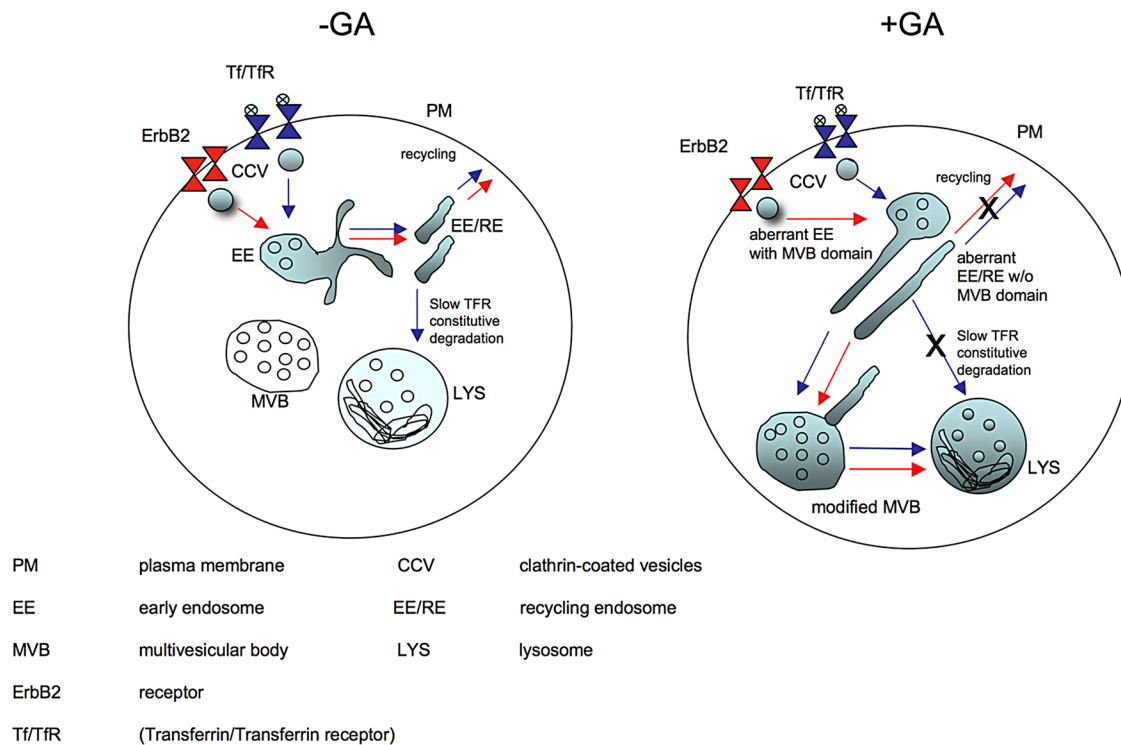 -GA
Tf/TfR
PM
ErbB2
CCV
recycling
EE
EE/RE
Slow TFR
constitutive
degradation
MVB
LYS
+GA
Tf/TfR
PM
ErbB2
CCV
recycling
aberrant EE
with MVB domain
X
aberrant
EE/RE w/o
MVB domain
X
Slow TFR
constitutive
degradation
LYS
modified MVB
PM plasma membrane CCV clathrin-coated vesicles
EE early endosome EE/RE recycling endosome
MVB multivesicular body LYS lysosome
ErbB2 receptor
Tf/TfR (Transferrin/Transferrin receptor)